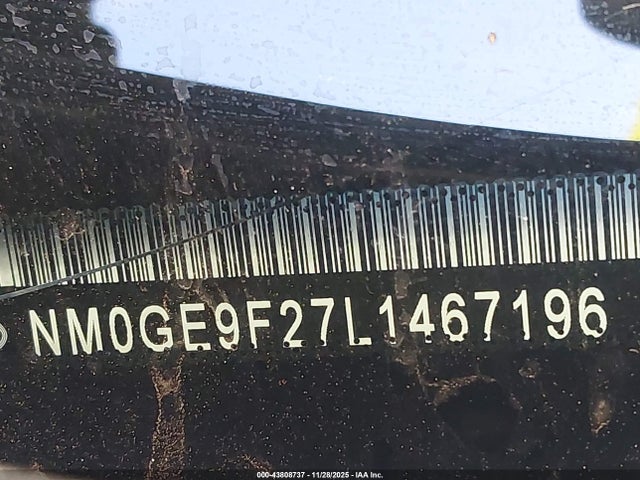 NM0GE9F27L1467196
000-43808737 - 11/28/2025 - IAA Inc.